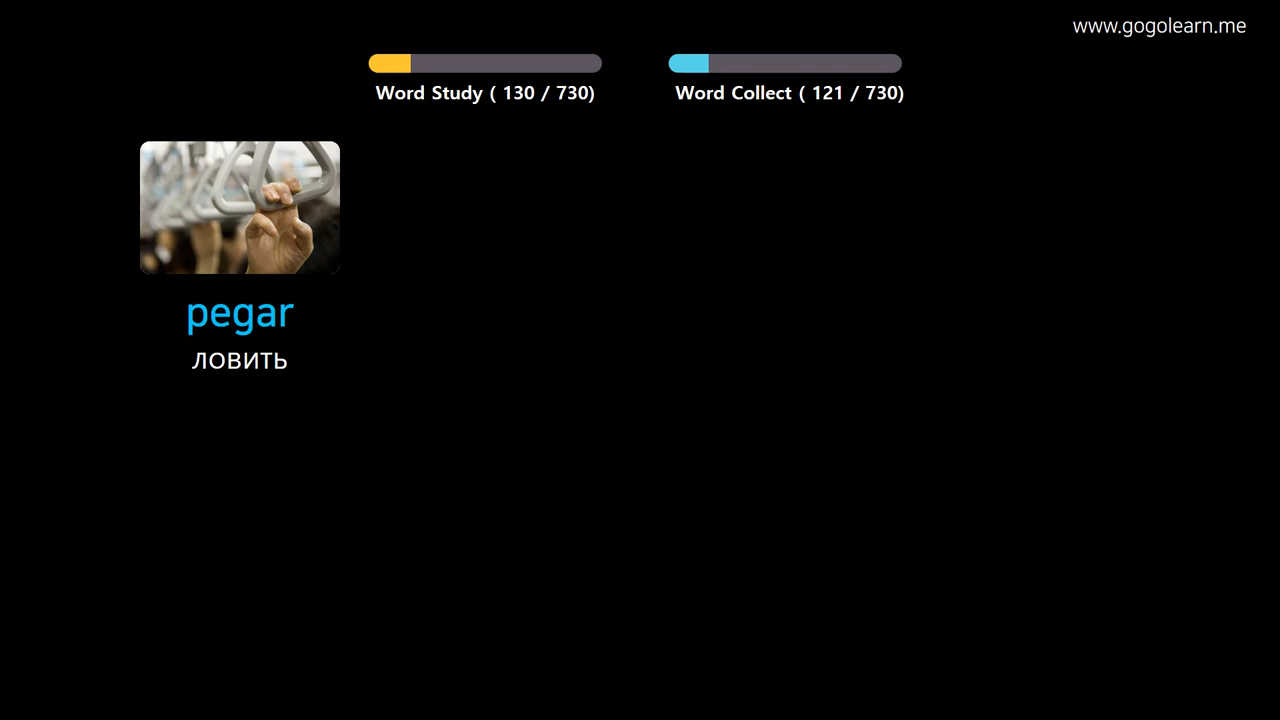 www.gogolearn.me
Word Study ( 130 / 730)
Word Collect ( 121 / 730)
pegar
ловить